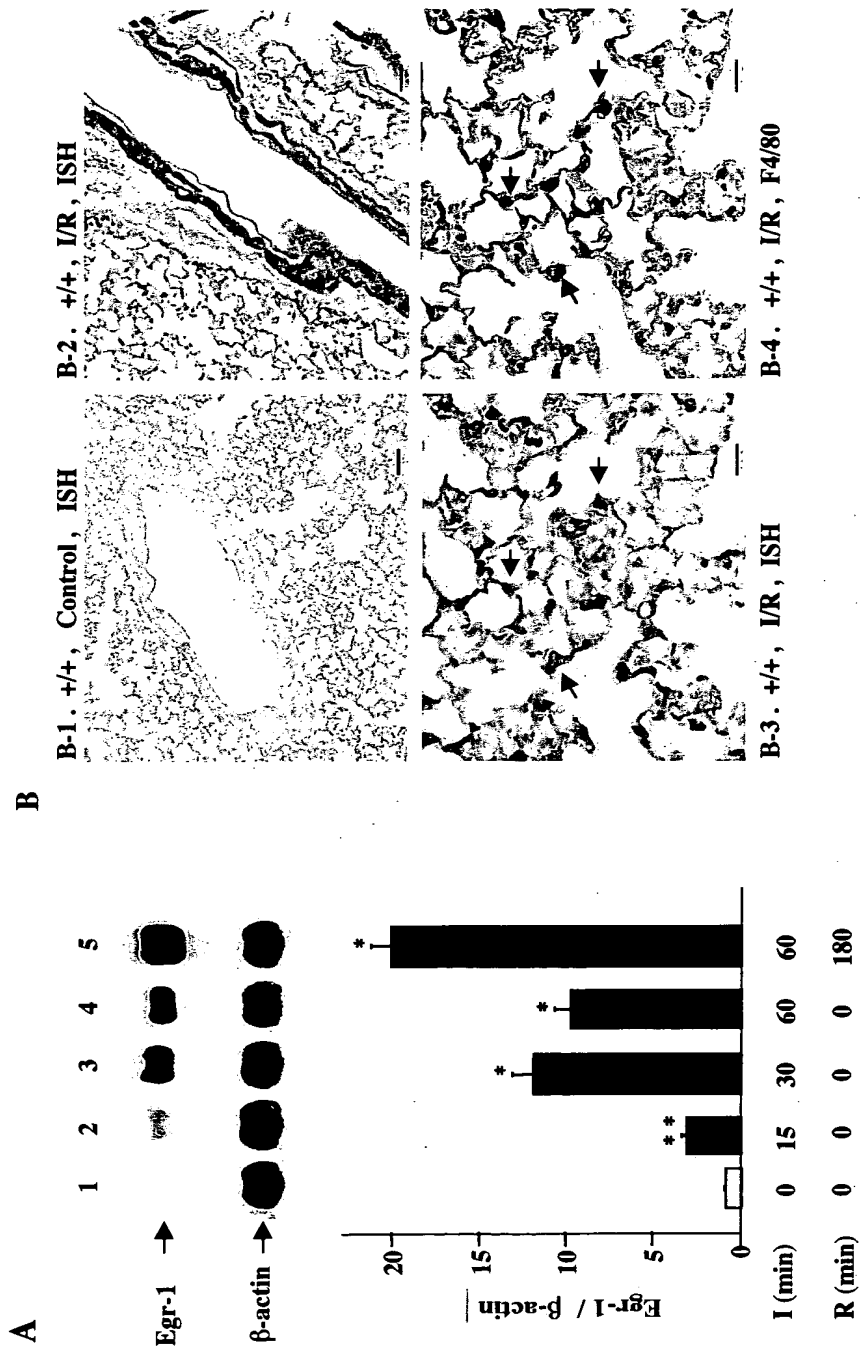 A
1 2 3 4 5
Egr-1
β-actin
Egr-1 / β-actin
20
15
10
5
0
* * * * *
I (min) 0 15 30 60 60
R (min) 0 0 0 0 180
B
B-1. +/+, Control, ISH
B-2. +/+, I/R, ISH
B-3. +/+, I/R, ISH
B-4. +/+, I/R, F4/80